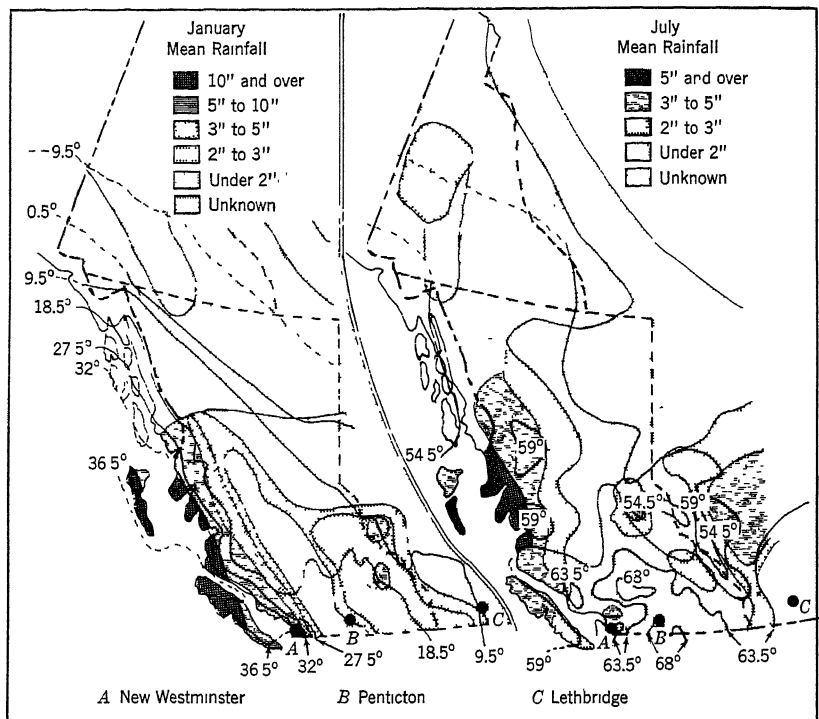 January
Mean Rainfall
10" and over
5" to 10"
3" to 5"
2" to 3"
Under 2"
Unknown
July
Mean Rainfall
5" and over
3" to 5"
2" to 3"
Under 2"
Unknown
-9.5°
0.5°
9.5°
18.5°
27 5°
32°
36 5°
54 5°
59°
59°
54.5°
59°
54 5°
63 5°
68°
A
B
C
A
B
C
36 5°
32°
27 5°
18.5°
9.5°
59°
63.5°
68°
63.5°
A New Westminster
B Penticton
C Lethbridge